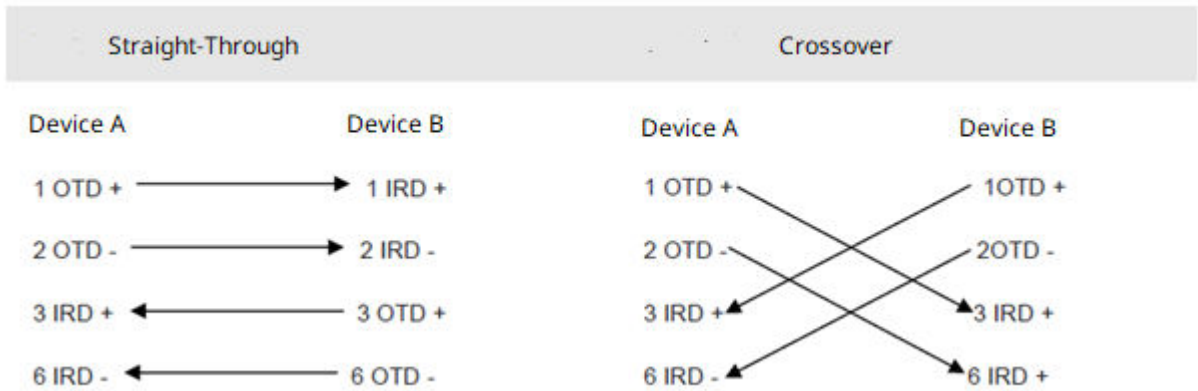 Straight-Through Crossover
Device A Device B Device A Device B
1 OTD + 1 IRD + 1 OTD + 1OTD +
2 OTD - 2 IRD - 2 OTD - 2OTD -
3 IRD + 3 OTD + 3 IRD + 3 IRD +
6 IRD - 6 OTD - 6 IRD - 6 IRD +